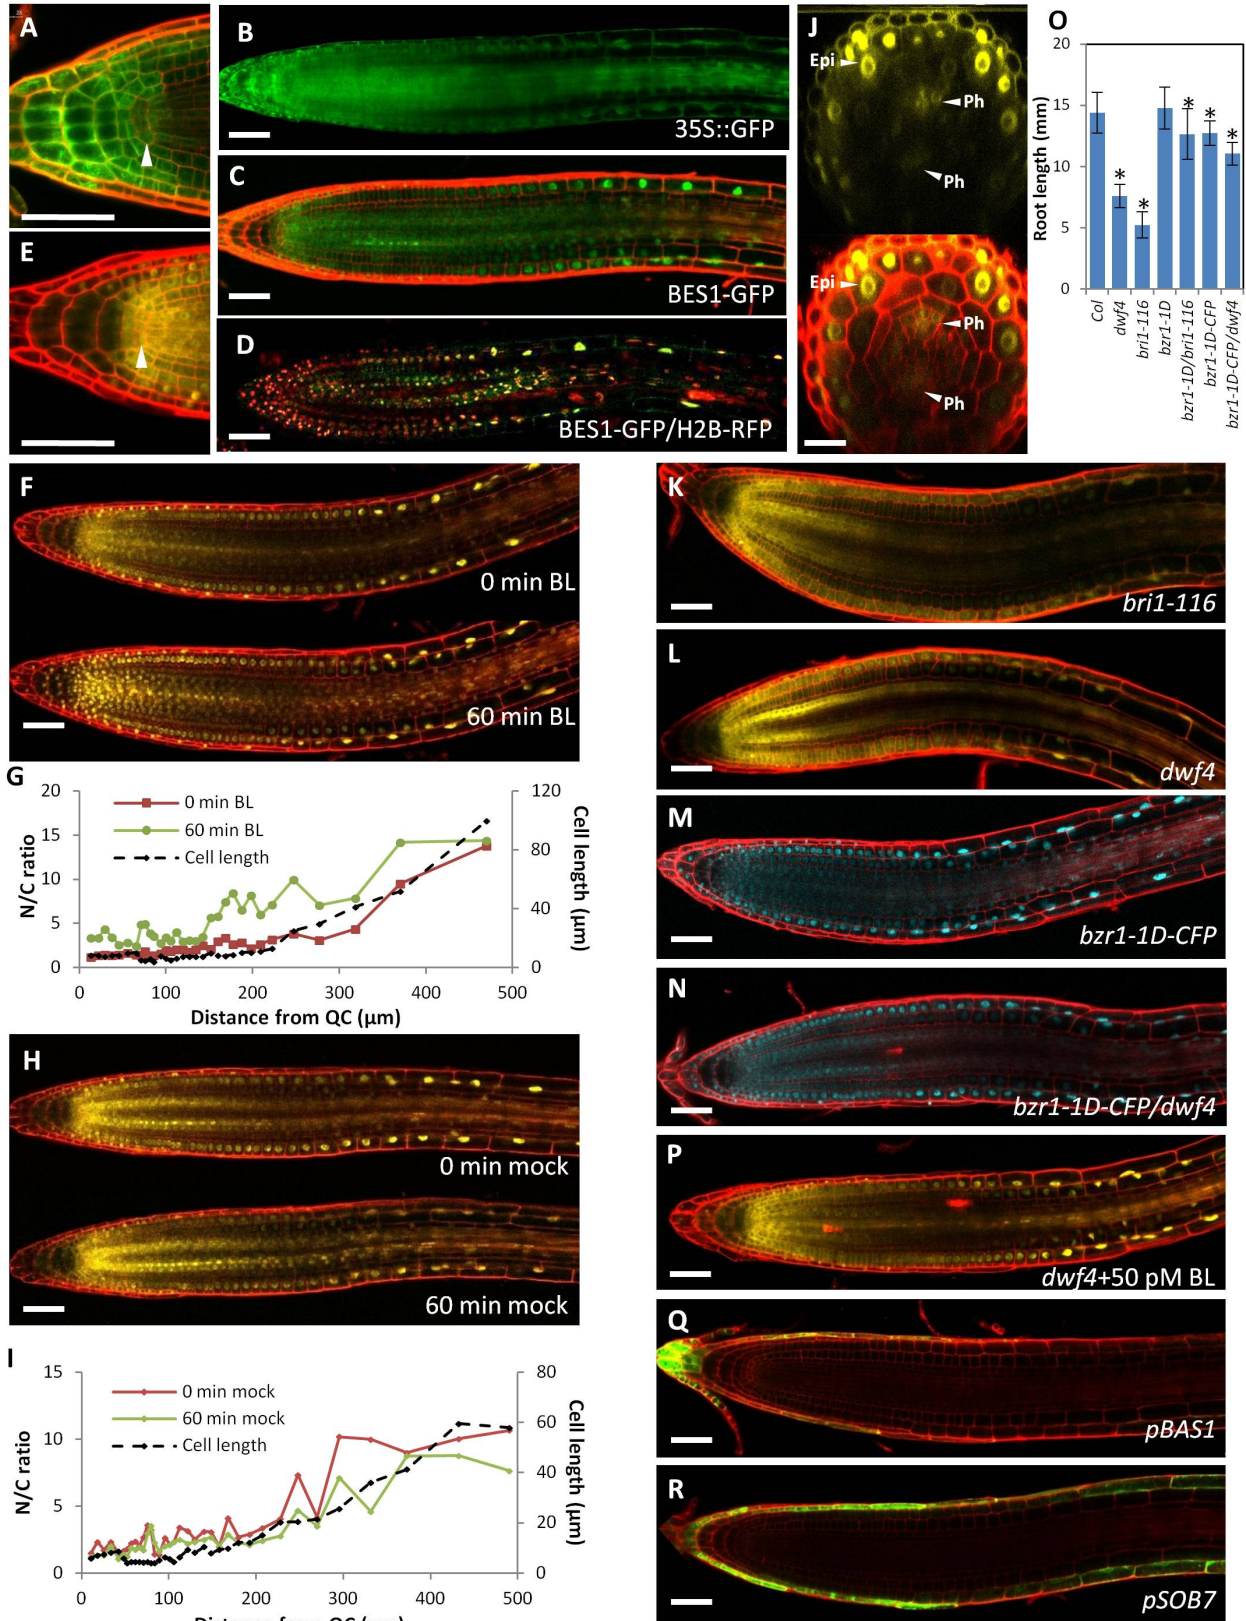 A
B
35S::GFP
C
BES1-GFP
D
BES1-GFP/H2B-RFP
E
J
Epi
Ph
Ph
Epi
Ph
Ph
O
Root length (mm)
20
15
10
5
0
Col
dwf4
bri1-116
bzr1-1D
bzr1-1D/bri1-116
bzr1-1D-CFP
bzr1-1D-CFP/dwf4
* * * * *
F
0 min BL
60 min BL
G
N/C ratio
20
15
10
5
0
0 min BL
60 min BL
Cell length
120
80
40
0
Cell length (µm)
0 100 200 300 400 500
Distance from QC (µm)
H
0 min mock
60 min mock
I
N/C ratio
15
10
5
0
0 min mock
60 min mock
Cell length
80
60
40
20
0
Cell length (µm)
0 100 200 300 400 500
Distance from QC (µm)
K
bri1-116
L
dwf4
M
bzr1-1D-CFP
N
bzr1-1D-CFP/dwf4
P
dwf4+50 pM BL
Q
pBAS1
R
pSOB7